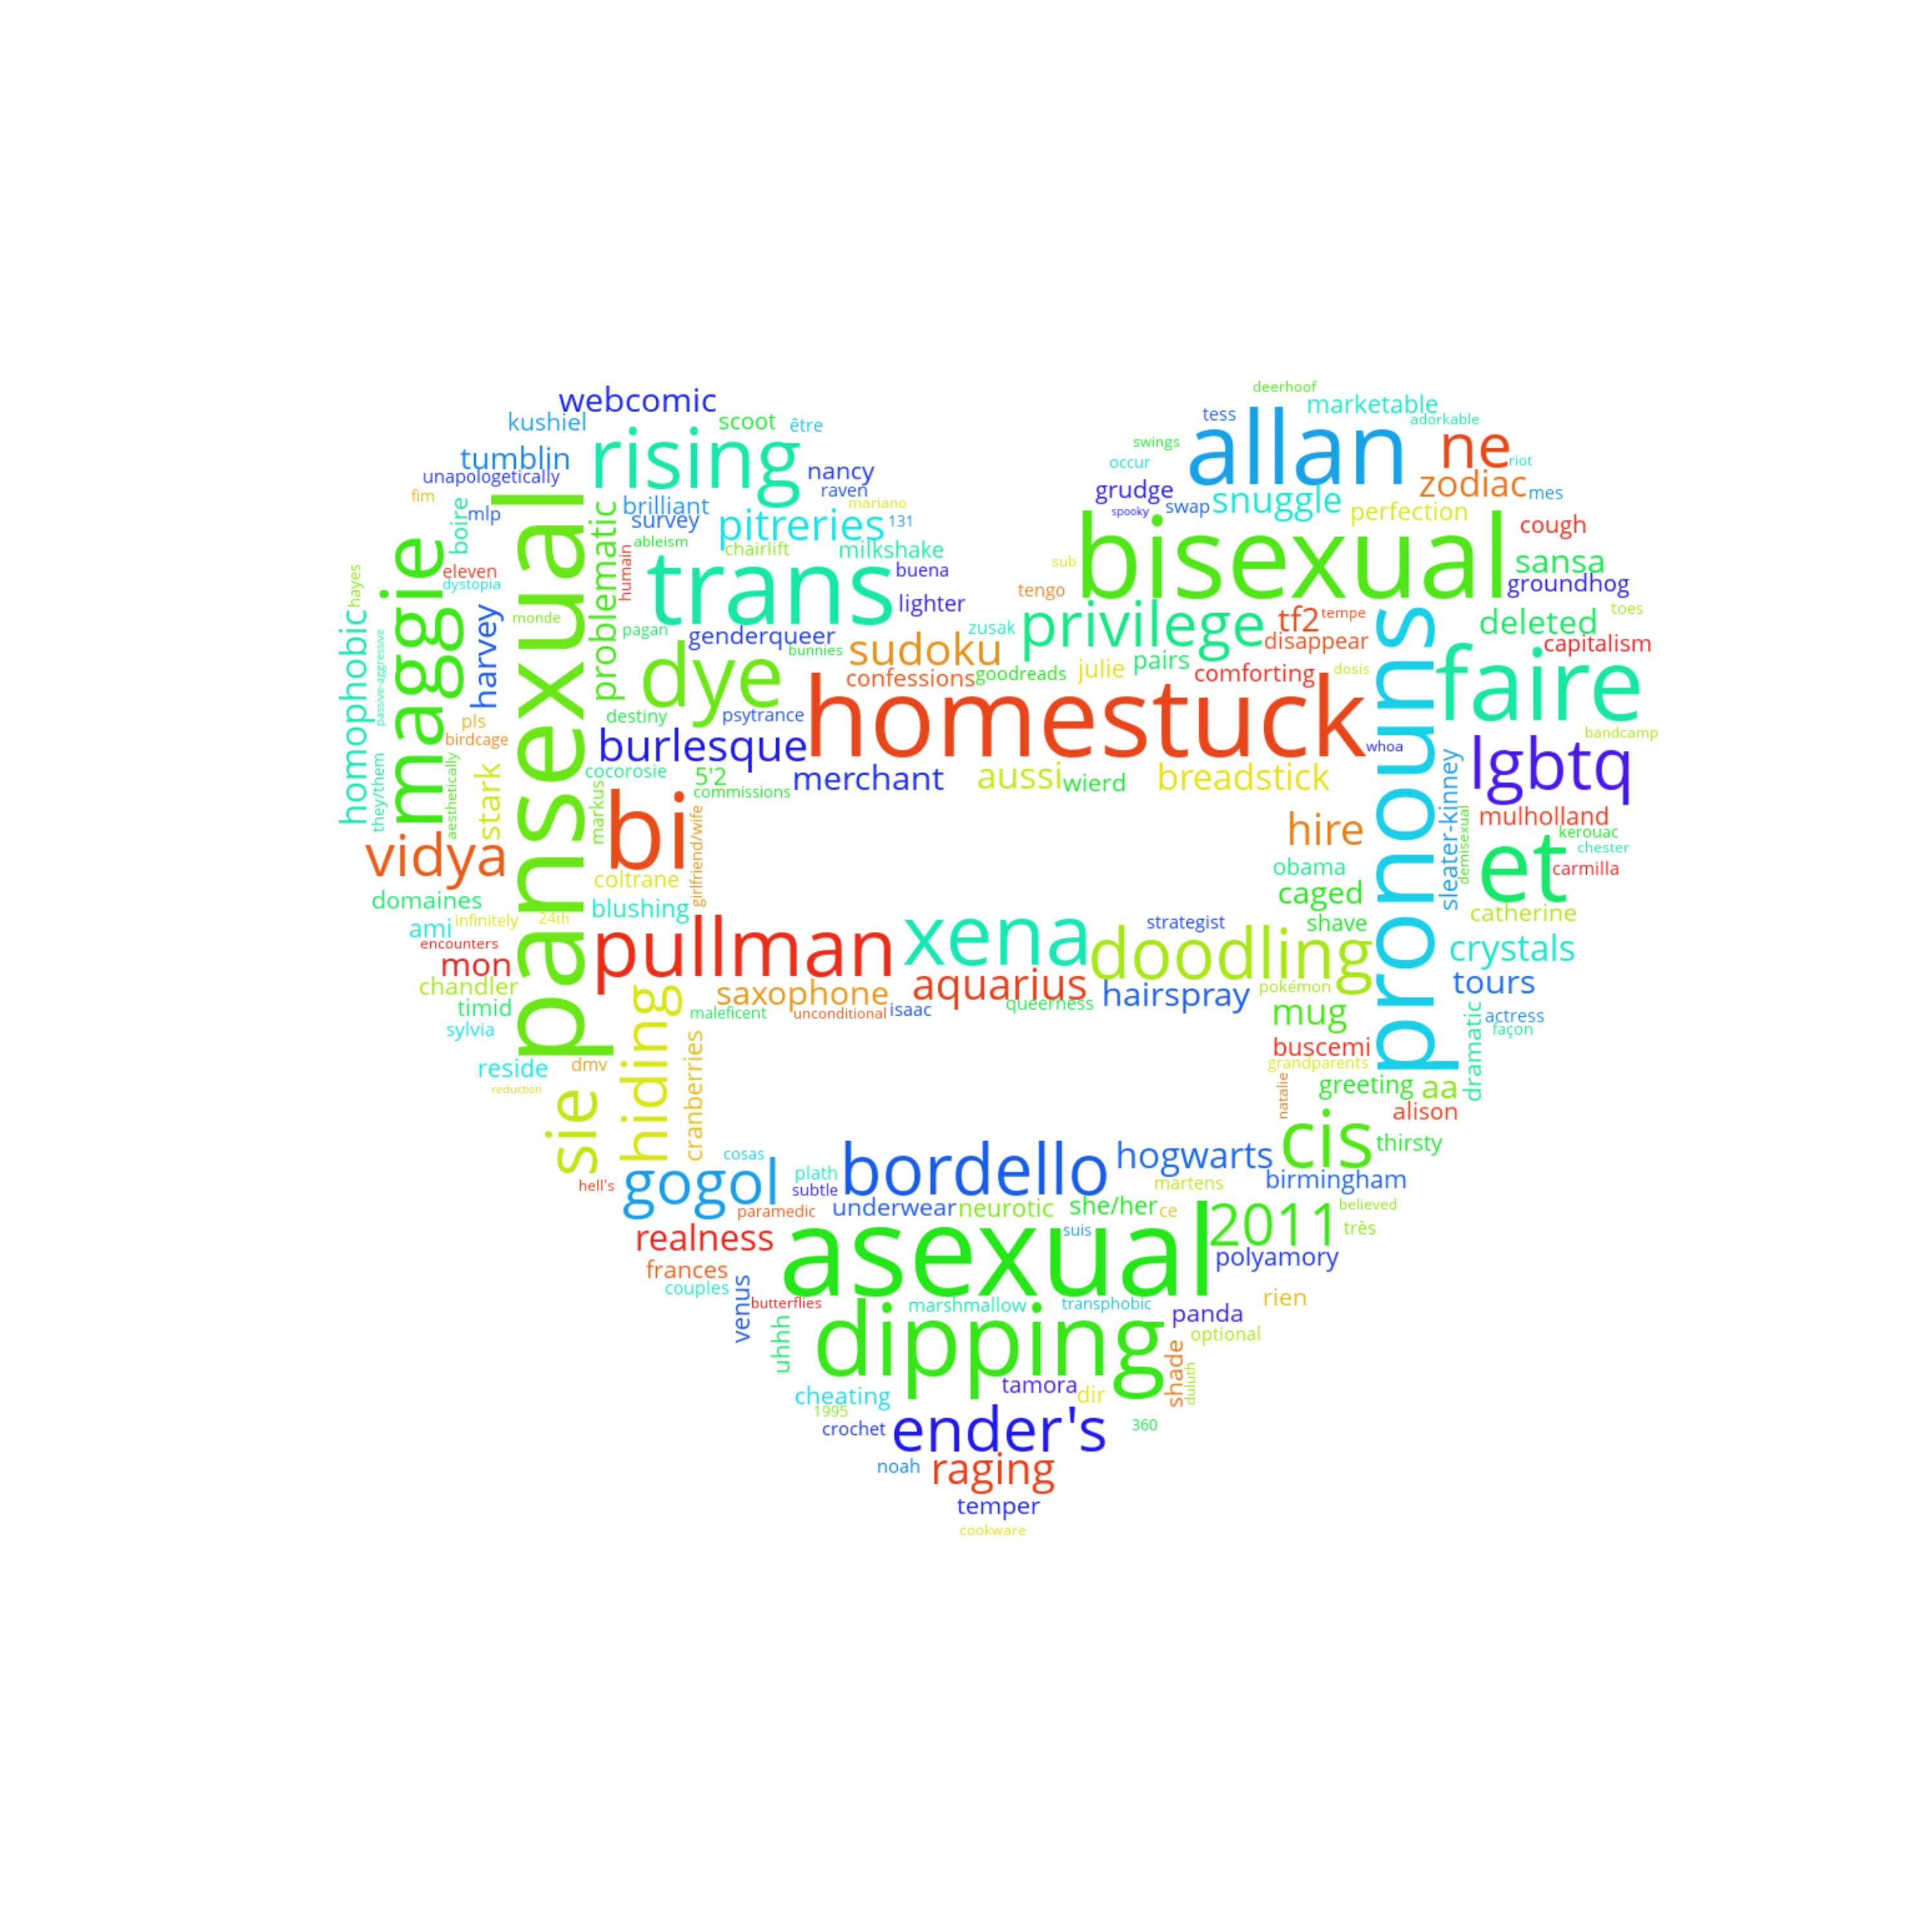 deerhoof
webcomic
marketable
tess
kushiel
scoot
être
allan
adorkable
rising
ne
swings
tumblin
nancy
occur
riot
unapologetically
raven
grudge
snuggle
zodiac
mes
fim
mlp
boire
brilliant
mariano
spooky
swap
perfection
survey
pitreries
131
cough
pansexual
problematic
ableism
chairlift
milkshake
bisexual
sansa
maggie
eleven
humain
trans
buena
sub
groundhog
hayes
dystopia
lighter
tengo
privilege
tf2
tempe
toes
harvey
monde
pagan
genderqueer
zusak
disappear
pronouns
deleted
homophobic
passive-aggressive
bunnies
sudoku
julie
pairs
capitalism
dye
confessions
goodreads
comforting
dosis
faire
pls
destiny
psytrance
homestuck
bandcamp
birdcage
burlesque
whoa
lgbtq
they/them
aesthetically
stark
cocorosie
5'2
merchant
aussi
wierd
breadstick
sleater-kinney
markus
commissions
mulholland
vidya
bi
girlfriend/wife
hire
demisexual
kerouac
chester
coltrane
obama
et
carmilla
domaines
blushing
caged
catherine
ami
infinitely
24th
xena
strategist
shave
encounters
pullman
doodling
crystals
mon
chandler
saxophone
aquarius
hairspray
pokémon
tours
timid
hiding
maleficent
unconditional
isaac
queerness
mug
dramatic
actress
sylvia
façon
cranberries
buscemi
reside
dmv
grandparents
reduction
sie
natalie
greeting
aa
alison
cis
thirsty
cosas
bordello
hogwarts
hell's
gogol
plath
subtle
martens
birmingham
paramedic
underwear
neurotic
she/her
ce
believed
realness
asexual
suis
2011
très
frances
polyamory
couples
venus
butterflies
marshmallow
transphobic
rien
uhhh
dipping
panda
optional
shade
duluth
cheating
tamora
dir
1995
crochet
ender's
360
noah
raging
temper
cookware